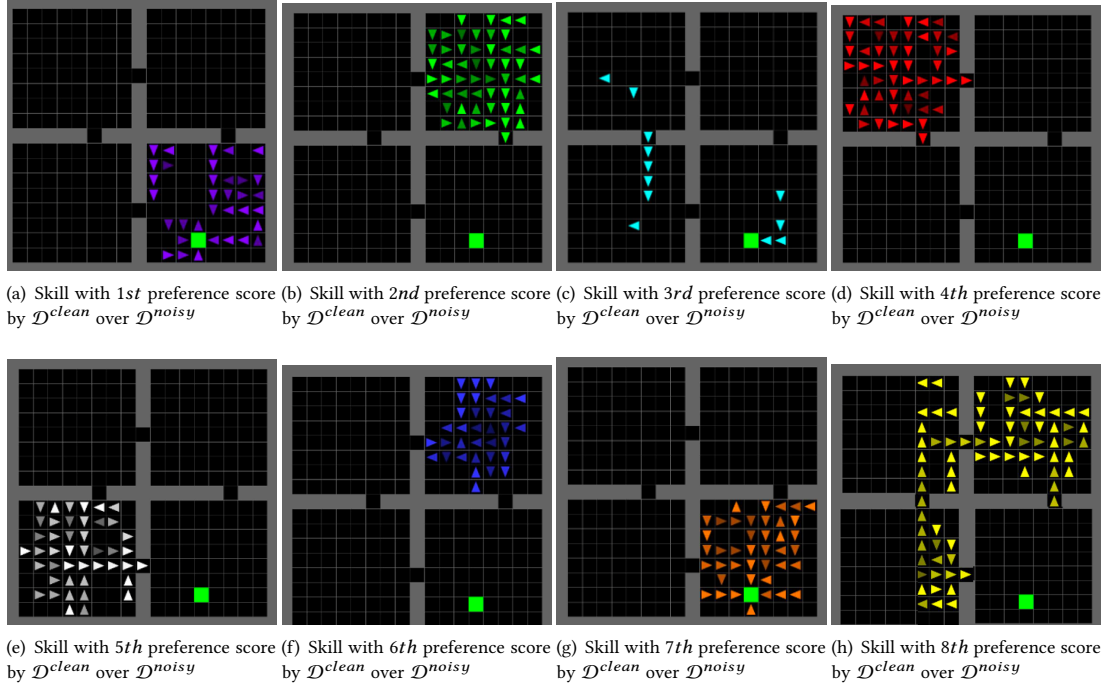 (a) Skill with 1st preference score
by D^clean over D^noisy
(b) Skill with 2nd preference score
by D^clean over D^noisy
(c) Skill with 3rd preference score
by D^clean over D^noisy
(d) Skill with 4th preference score
by D^clean over D^noisy
(e) Skill with 5th preference score
by D^clean over D^noisy
(f) Skill with 6th preference score
by D^clean over D^noisy
(g) Skill with 7th preference score
by D^clean over D^noisy
(h) Skill with 8th preference score
by D^clean over D^noisy